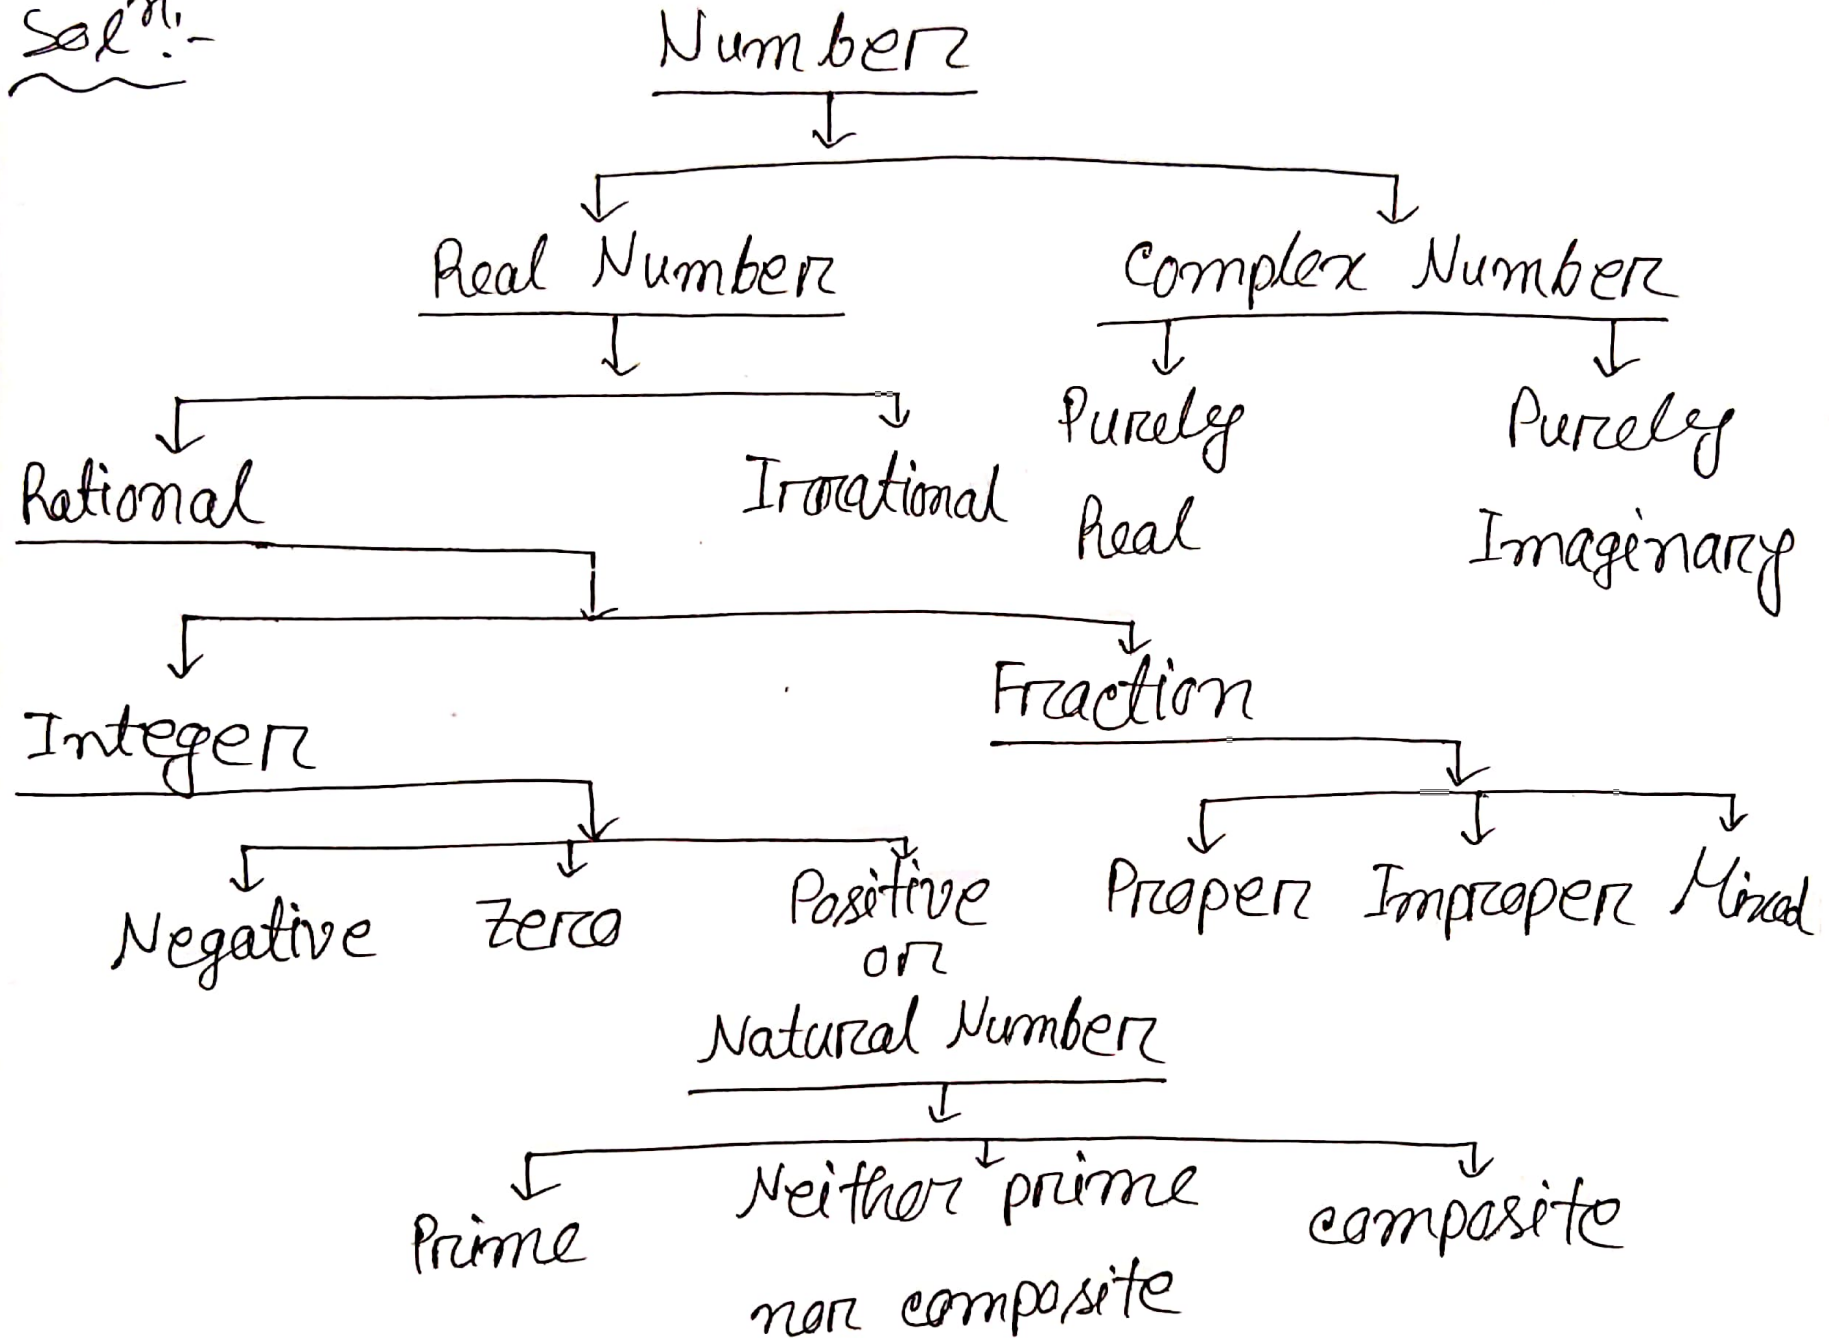 Solⁿ:-
Number
Real Number Complex Number
Rational Irrational Purely Real Purely Imaginary
Integer Fraction
Negative Zero Positive or Proper Improper Mixed
Natural Number
Prime Neither prime composite
nor composite